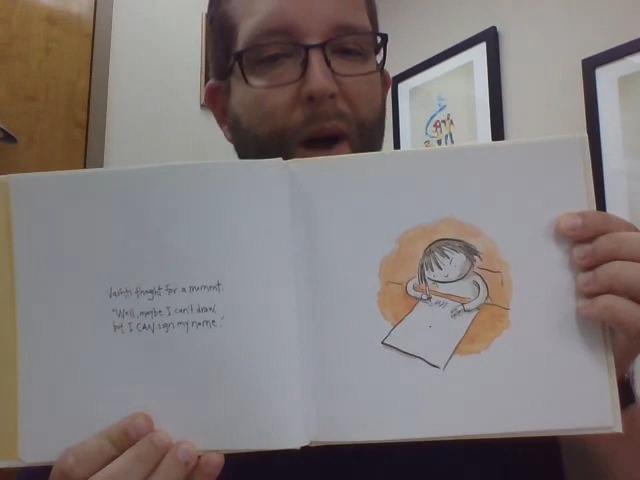 Vashti thought for a moment.
"Well, maybe I can't draw,
but I CAN sign my name."